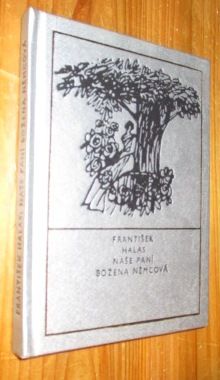 FRANTIŠEK HALAS: NAŠE PANÍ BOŽENA NĚMCOVÁ
FRANTIŠEK
HALAS
NAŠE PANÍ
BOŽENA NĚMCOVÁ